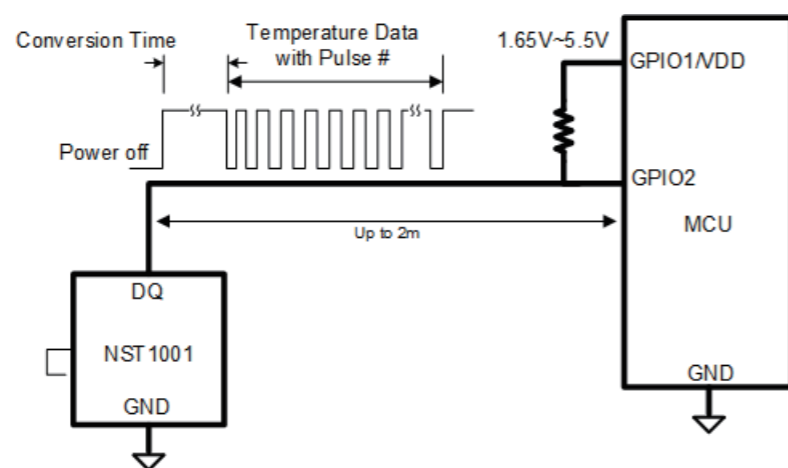 Conversion Time
Temperature Data
with Pulse #
1.65V~5.5V
GPIO1/VDD
Power off
GPIO2
Up to 2m
MCU
DQ
NST1001
GND
GND